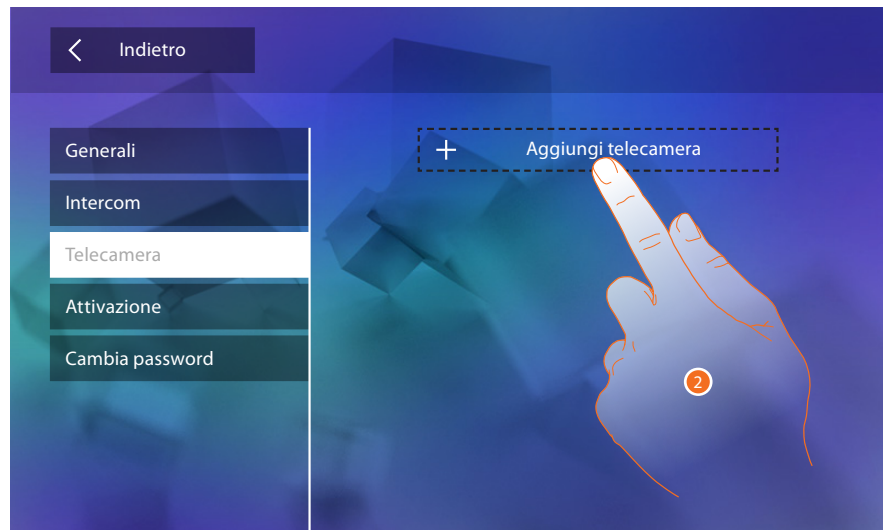 Indietro
Generali
Aggiungi telecamera
Intercom
Telecamera
Attivazione
Cambia password
2